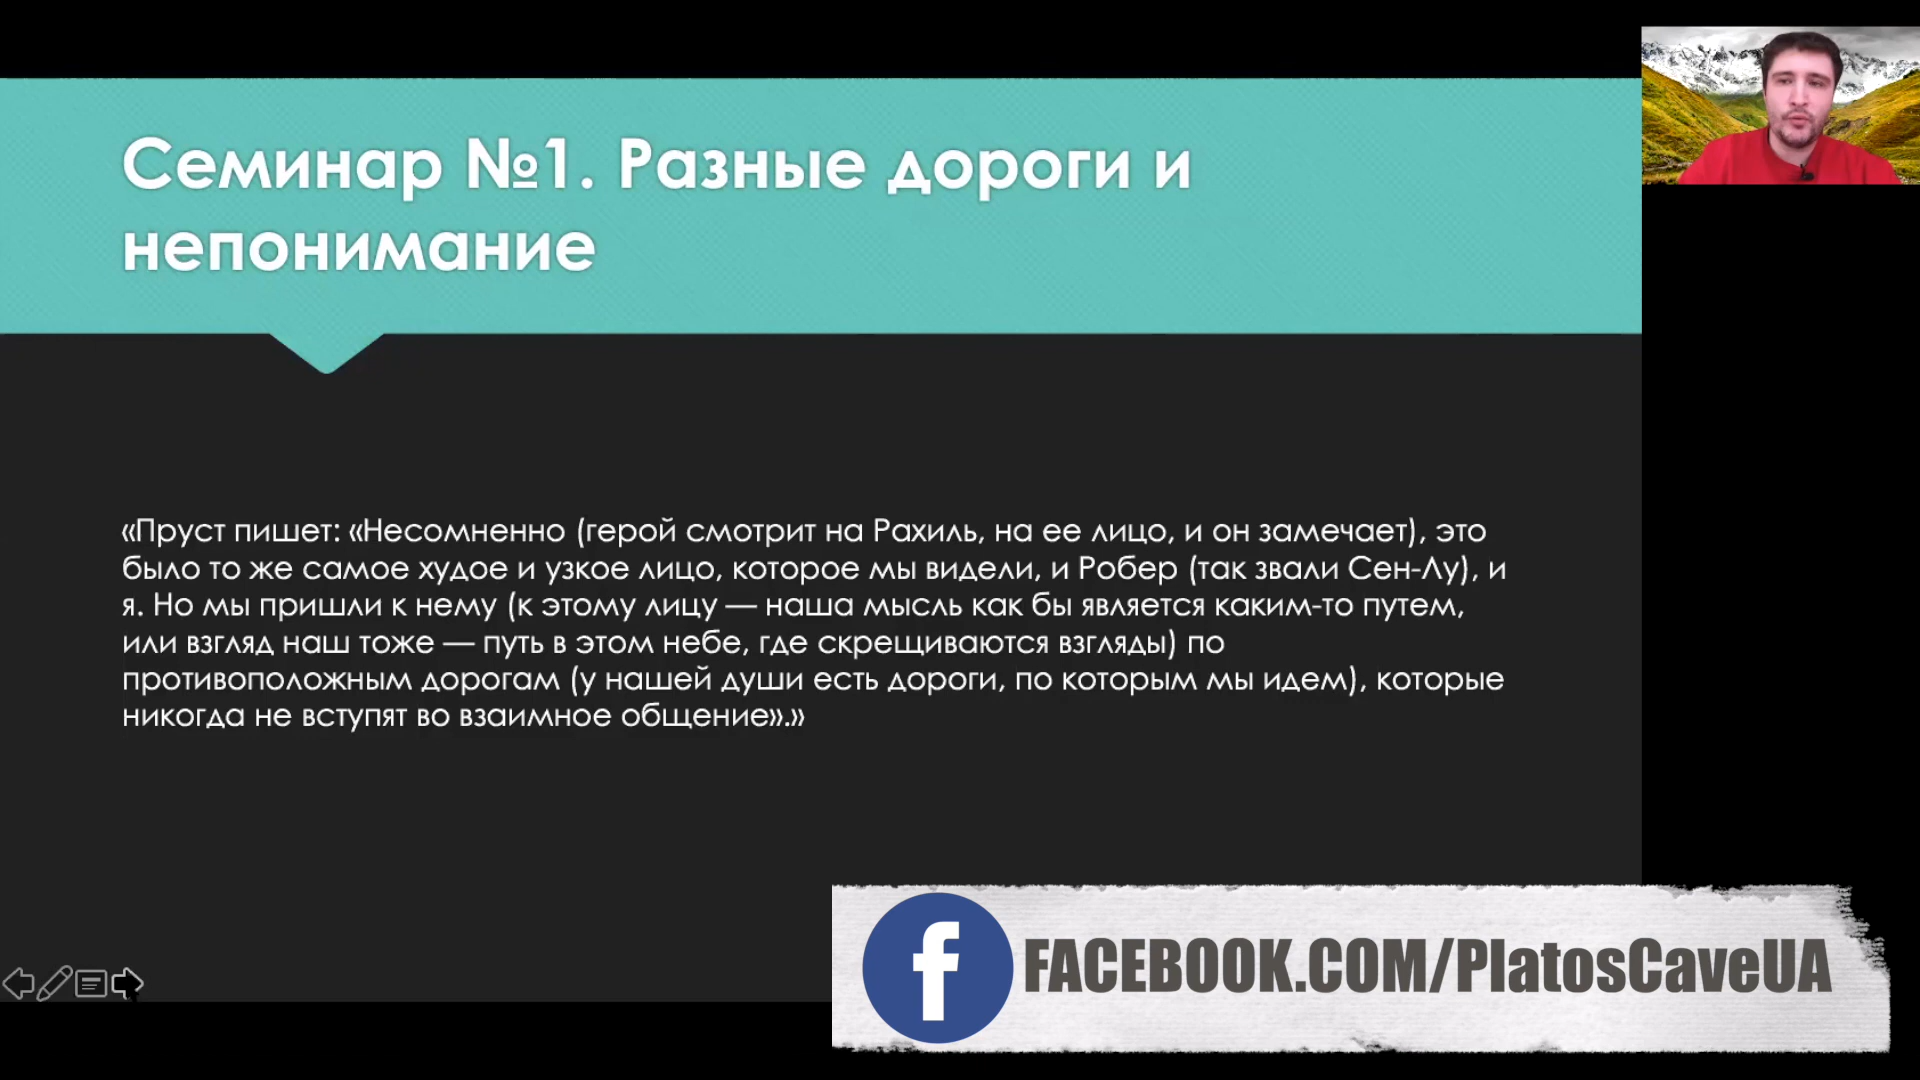 Семинар №1. Разные дороги и
непонимание
«Пруст пишет: «Несомненно (герой смотрит на Рахиль, на ее лицо, и он замечает), это
было то же самое худое и узкое лицо, которое мы видели, и Робер (так звали Сен-Лу), и
я. Но мы пришли к нему (к этому лицу — наша мысль как бы является каким-то путем,
или взгляд наш тоже — путь в этом небе, где скрещиваются взгляды) по
противоположным дорогам (у нашей души есть дороги, по которым мы идем), которые
никогда не вступят во взаимное общение».»
f FACEBOOK.COM/PlatosCaveUA